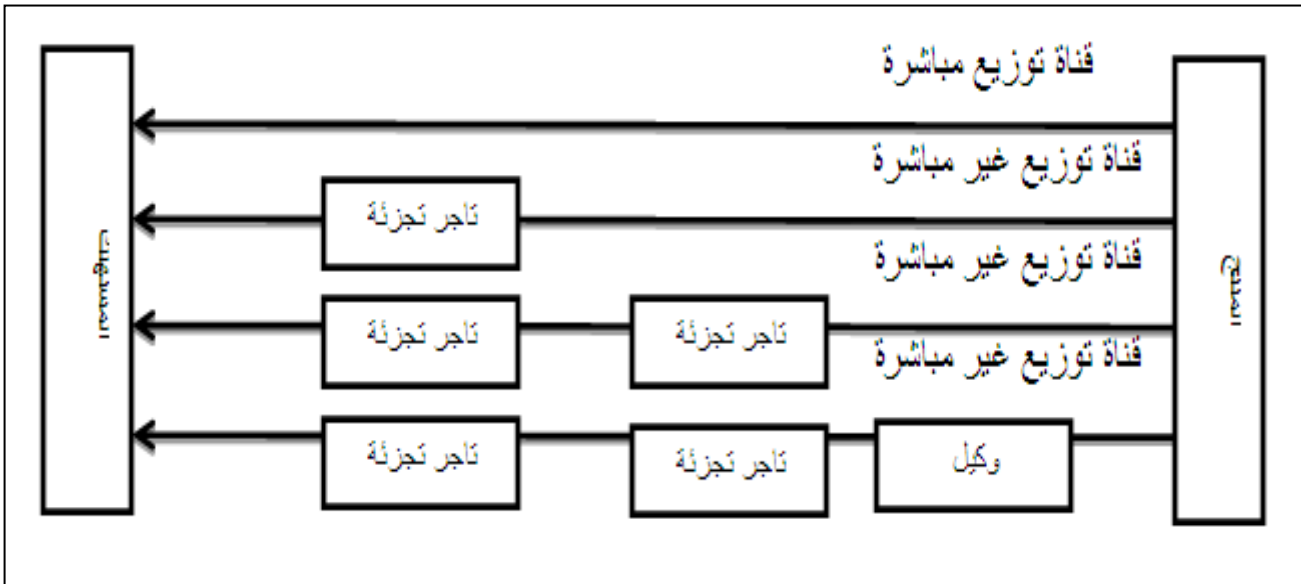 قناة توزيع مباشرة
قناة توزيع غير مباشرة
تاجر تجزئة
قناة توزيع غير مباشرة
تاجر تجزئة
تاجر تجزئة
قناة توزيع غير مباشرة
وكيل
تاجر تجزئة
تاجر تجزئة
المنتج